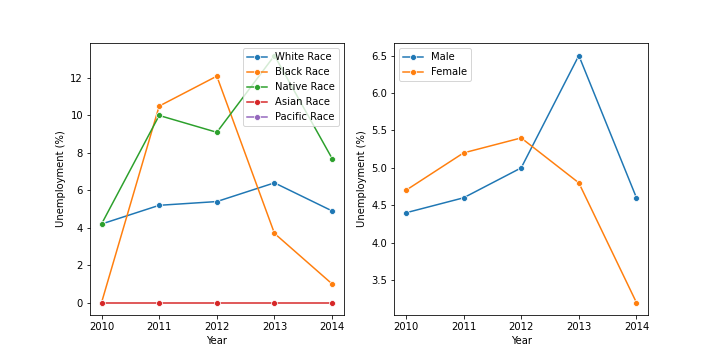 White Race
Black Race
Native Race
Asian Race
Pacific Race
Unemployment (%)
12
10
8
6
4
2
0
2010 2011 2012 2013 2014
Year
Male
Female
Unemployment (%)
6.5
6.0
5.5
5.0
4.5
4.0
3.5
2010 2011 2012 2013 2014
Year